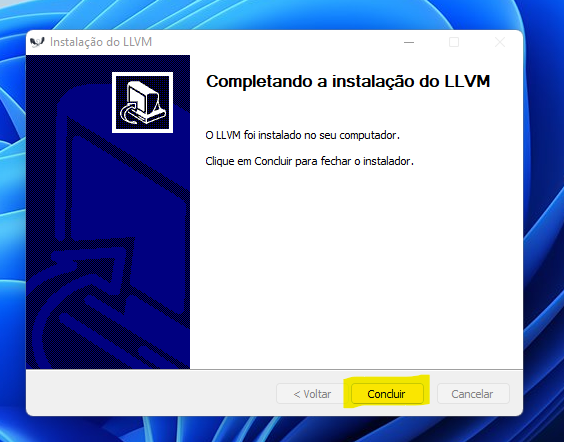 Instalação do LLVM
Completando a instalação do LLVM
O LLVM foi instalado no seu computador.
Clique em Concluir para fechar o instalador.
< Voltar
Concluir
Cancelar